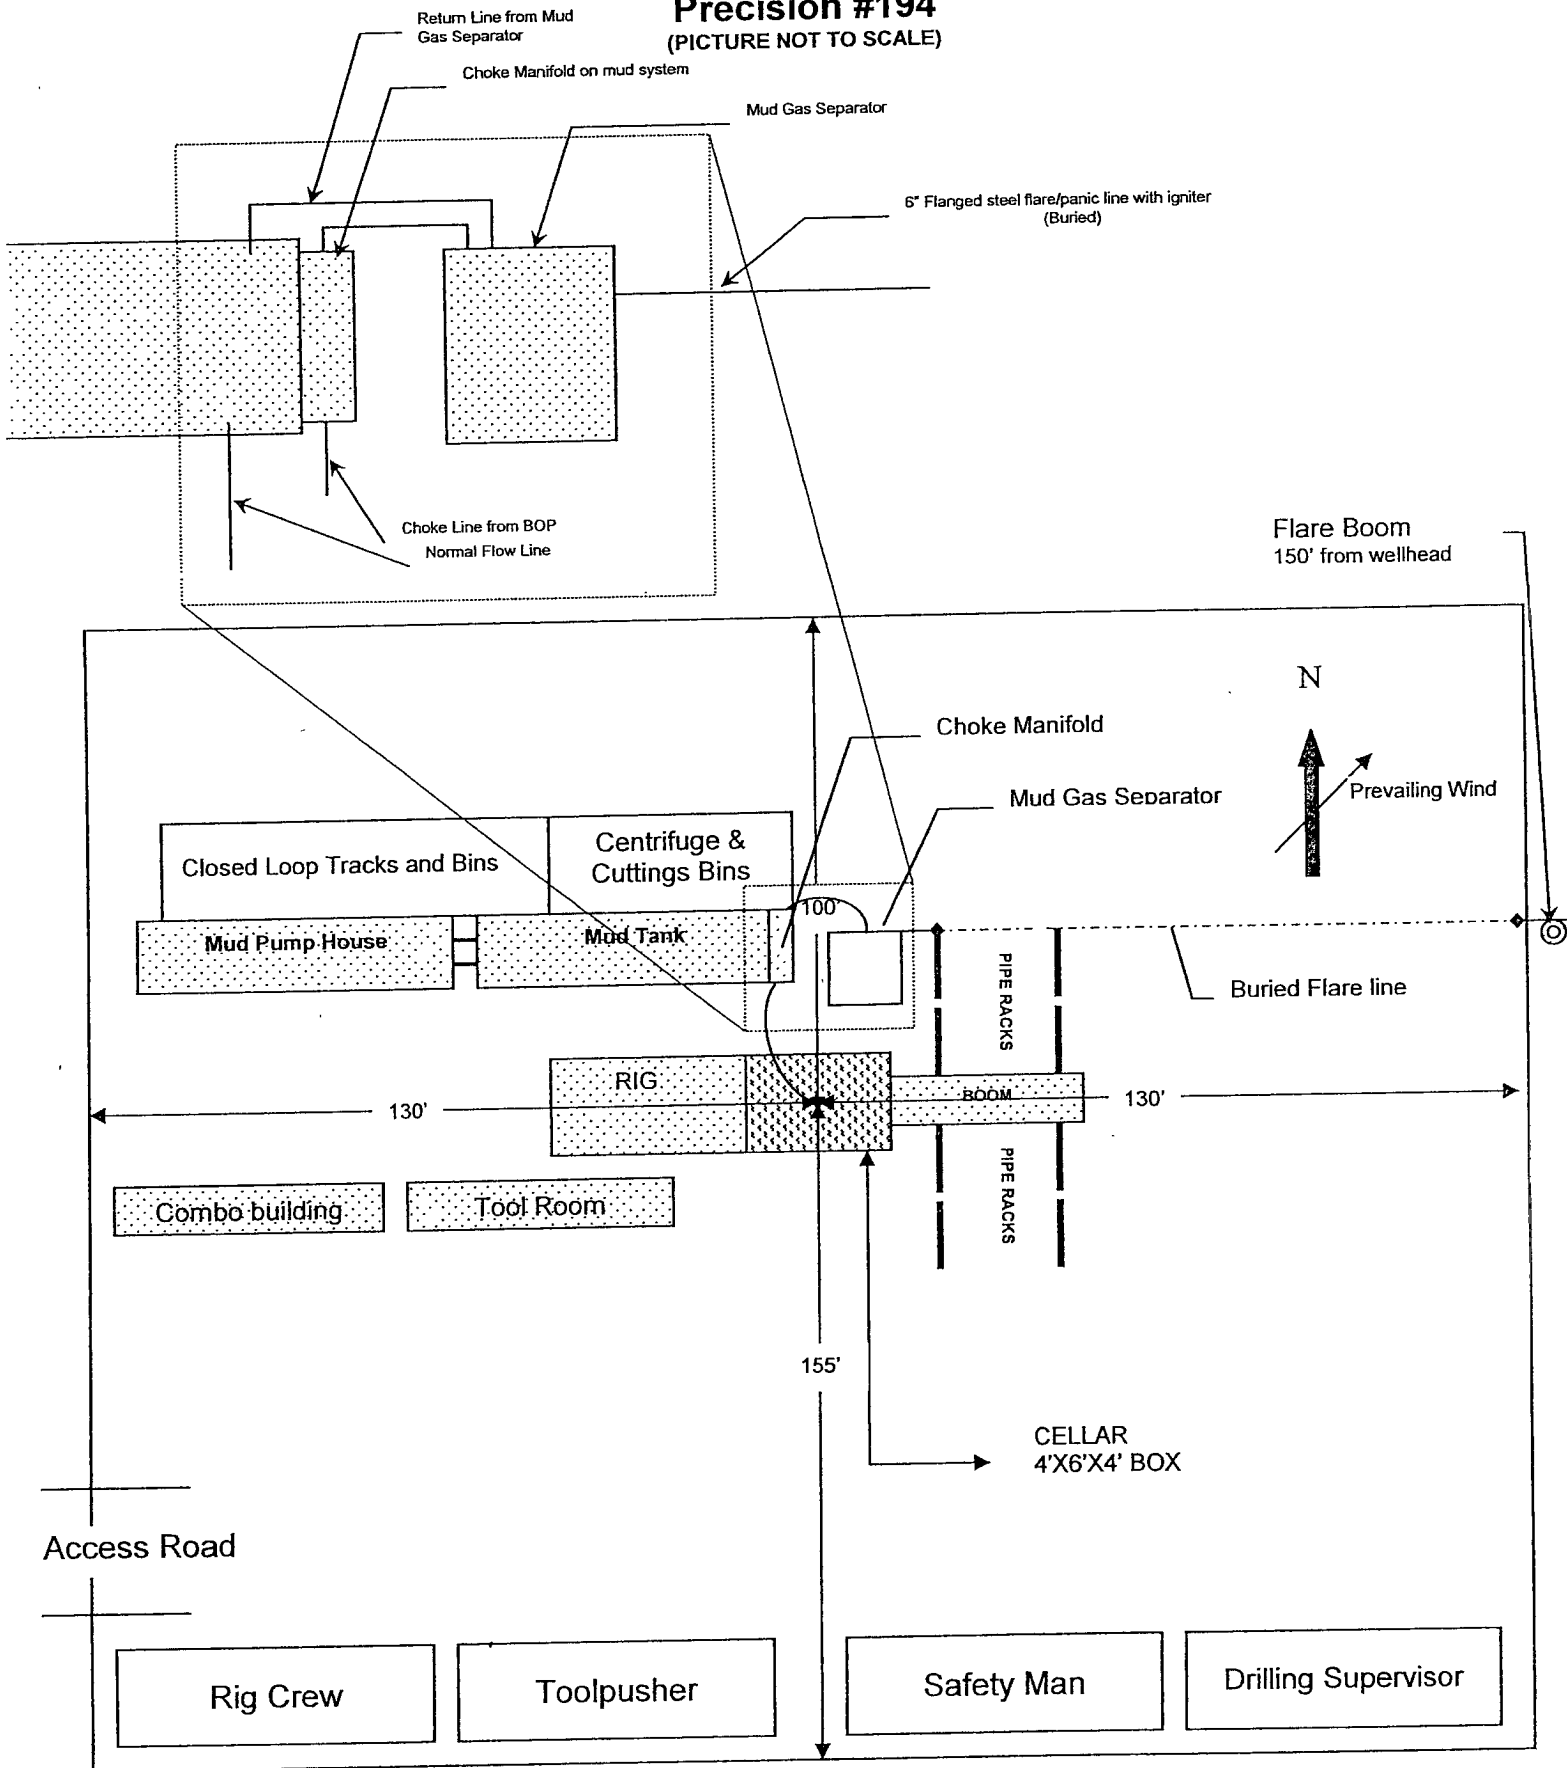 Precision #194
(PICTURE NOT TO SCALE)
Return Line from Mud
Gas Separator
Choke Manifold on mud system
Mud Gas Separator
6" Flanged steel flare/panic line with igniter
(Buried)
Choke Line from BOP
Normal Flow Line
Flare Boom
150' from wellhead
N
Prevailing Wind
Choke Manifold
Mud Gas Separator
Closed Loop Tracks and Bins
Centrifuge &
Cuttings Bins
100'
Mud Pump House
Mud Tank
PIPE RACKS
Buried Flare line
RIG
BOOM
130'
130'
PIPE RACKS
Combo building
Tool Room
155'
CELLAR
4'X6'X4' BOX
Access Road
Rig Crew
Toolpusher
Safety Man
Drilling Supervisor